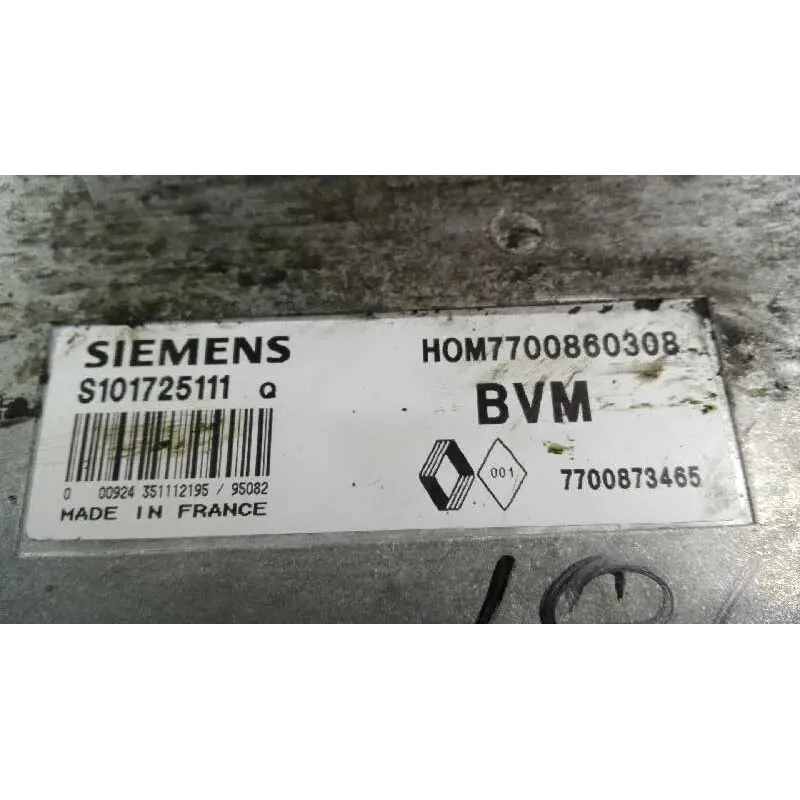 SIEMENS
S101725111 Q
0 00924 351112195 / 95082
MADE IN FRANCE
HOM7700860308
BVM
001
7700873465